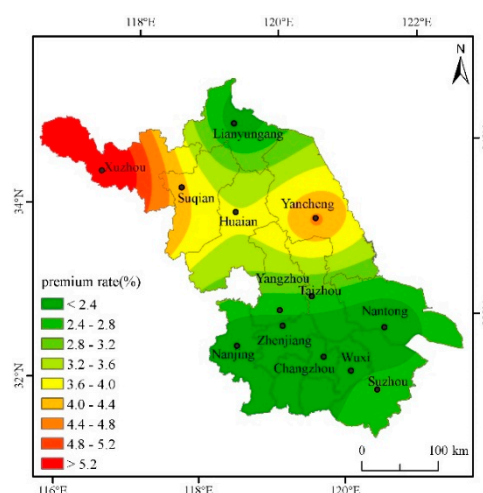 118°E 120°E 122°E
N
Lianyungang
Xuzhou
Suqian
34°N
Huaian
Yancheng
premium rate(%)
< 2.4
2.4 - 2.8
2.8 - 3.2
3.2 - 3.6
3.6 - 4.0
4.0 - 4.4
4.4 - 4.8
4.8 - 5.2
> 5.2
Yangzhou
Taizhou
Nantong
Zhenjiang
Nanjing
Changzhou
Wuxi
Suzhou
32°N
0 100 km
116°E 118°E 120°E